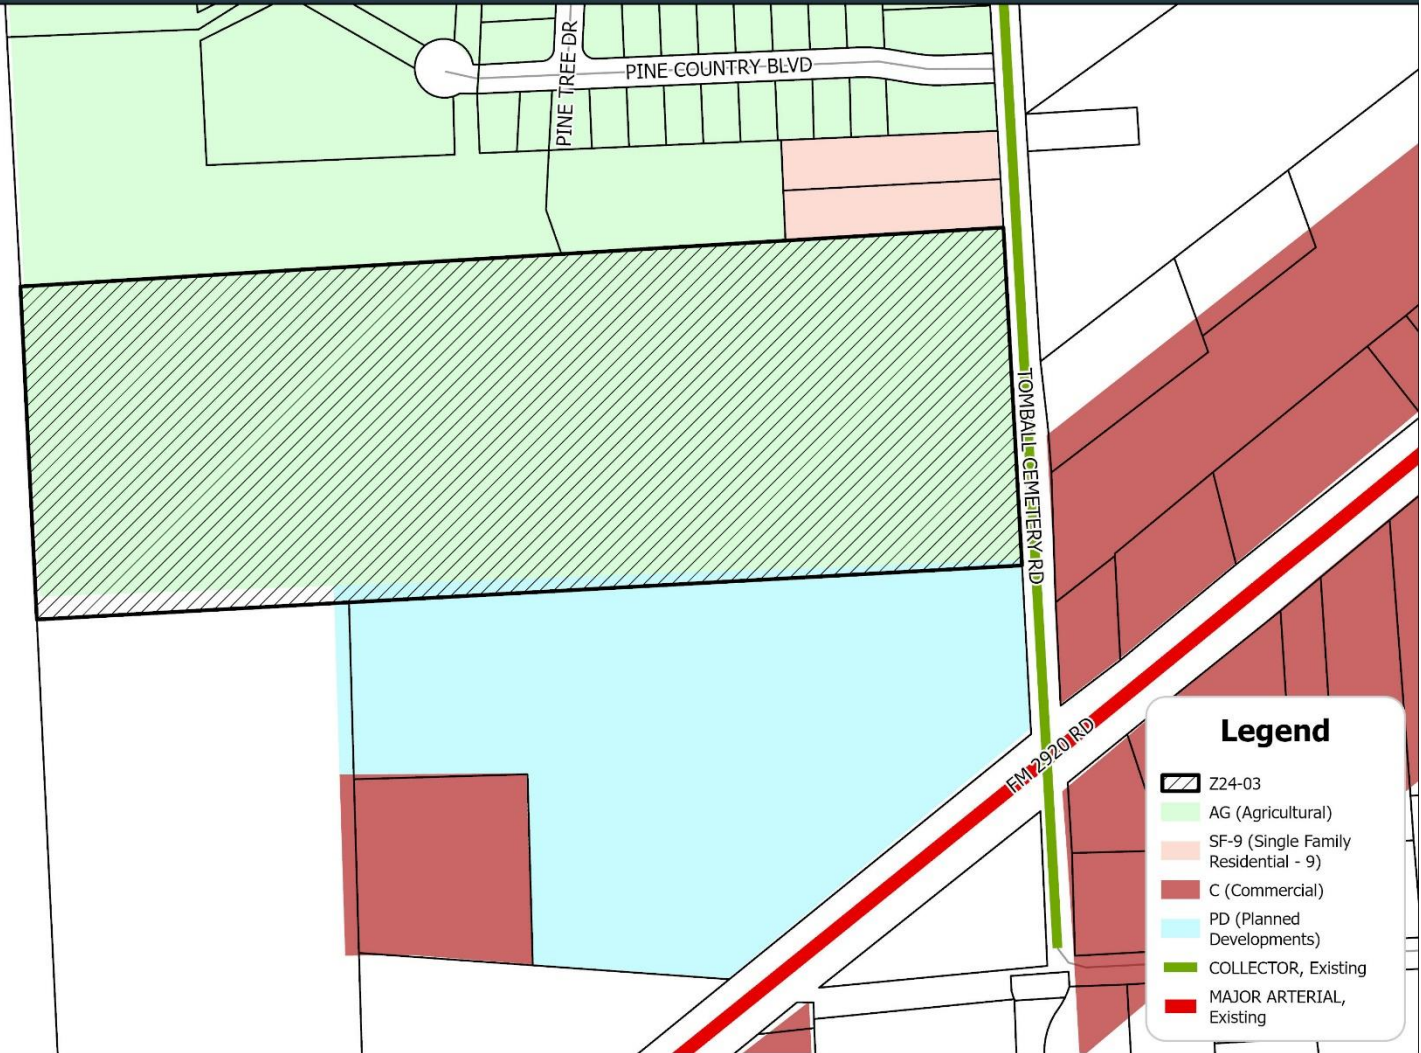 PINE TREE DR
PINE COUNTRY BLVD
TOMBALL CEMETERY RD
FM 2920 RD
Legend
Z24-03
AG (Agricultural)
SF-9 (Single Family
Residential - 9)
C (Commercial)
PD (Planned
Developments)
COLLECTOR, Existing
MAJOR ARTERIAL,
Existing